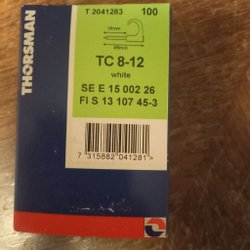 T 2041283 100
THORSMAN
TC 8-12
white
SE E 15 002 26
FI S 13 107 45-3
7 315882 041281 >